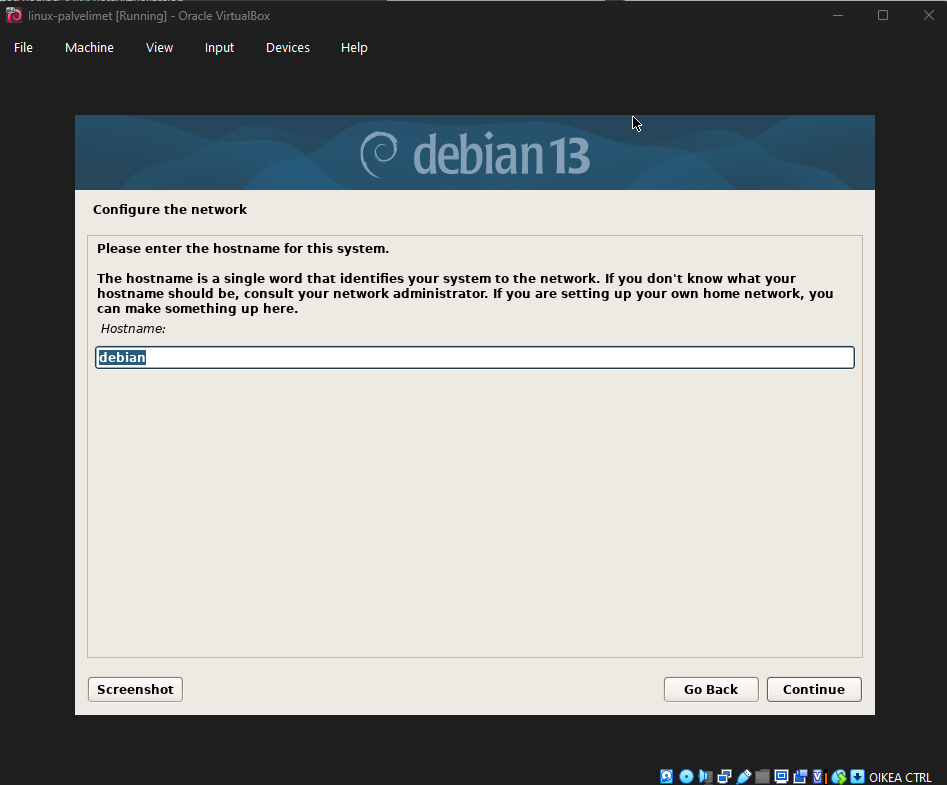 linux-palvelimet [Running] - Oracle VirtualBox
File Machine View Input Devices Help
debian 13
Configure the network
Please enter the hostname for this system.
The hostname is a single word that identifies your system to the network. If you don't know what your
hostname should be, consult your network administrator. If you are setting up your own home network, you
can make something up here.
Hostname:
debian
Screenshot Go Back Continue
OIKEA CTRL